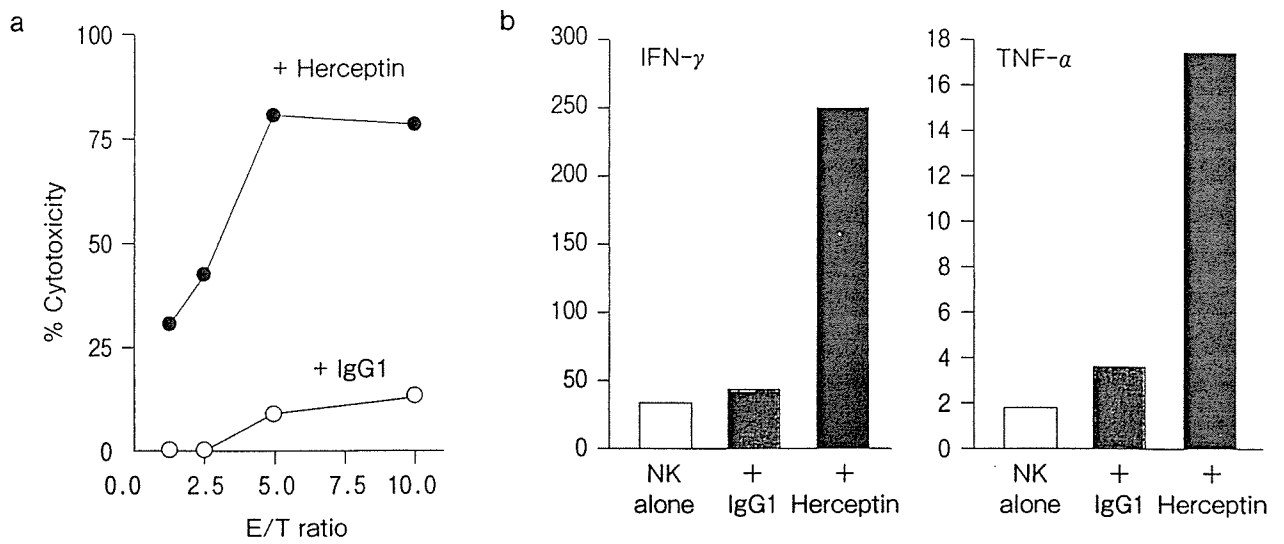 a
100
75
50
25
0
% Cytotoxicity
+ Herceptin
+ IgG1
0.0 2.5 5.0 7.5 10.0
E/T ratio
b
IFN-γ
300
250
200
150
100
50
0
NK alone
+ IgG1
+ Herceptin
TNF-α
18
16
14
12
10
8
6
4
2
0
NK alone
+ IgG1
+ Herceptin